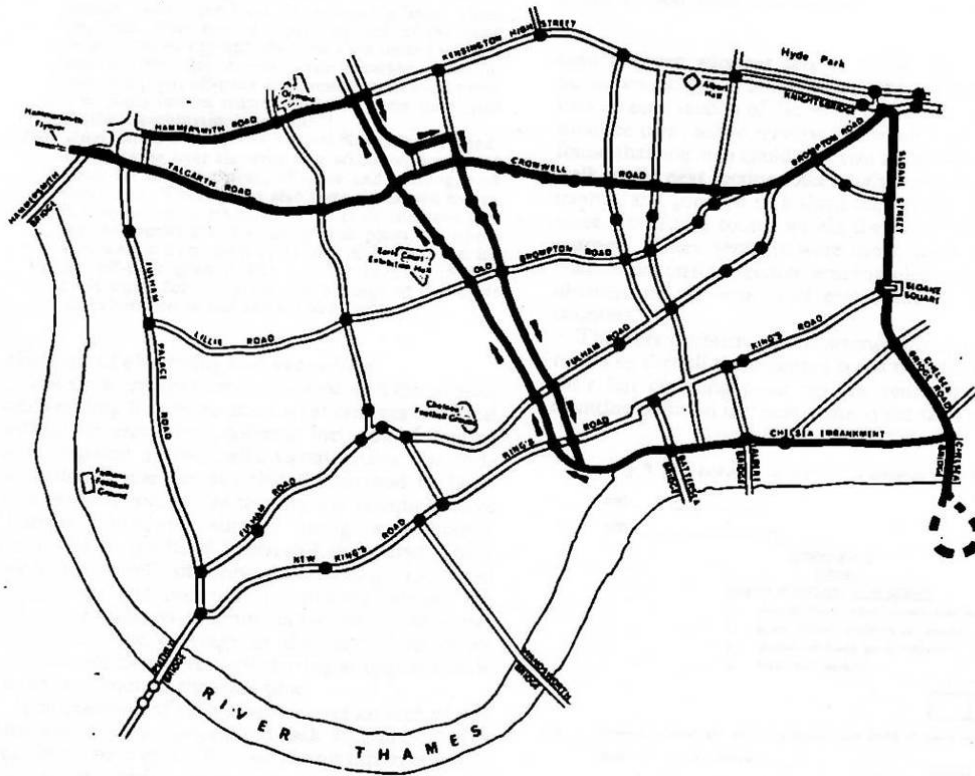 KENSINGTON HIGH STREET
Hyde Park
Albert Hall
KNIGHTSBRIDGE
HAMMERSMITH ROAD
BROMPTON ROAD
CROMWELL ROAD
TALGARTH ROAD
SLOANE STREET
HAMMERSMITH BRIDGE
Earls Court Exhibition Hall
OLD BROMPTON ROAD
FULHAM PALACE ROAD
SLOANE SQUARE
LILLIE ROAD
FULHAM ROAD
KING'S ROAD
CHELSEA BRIDGE ROAD
Chelsea Football Ground
KING'S ROAD
CHELSEA EMBANKMENT
BATTERSEA BRIDGE
ALBERT BRIDGE
CHELSEA BRIDGE
Fulham Football Ground
FULHAM ROAD
NEW KING'S ROAD
PUTNEY BRIDGE
WANDSWORTH BRIDGE
RIVER THAMES